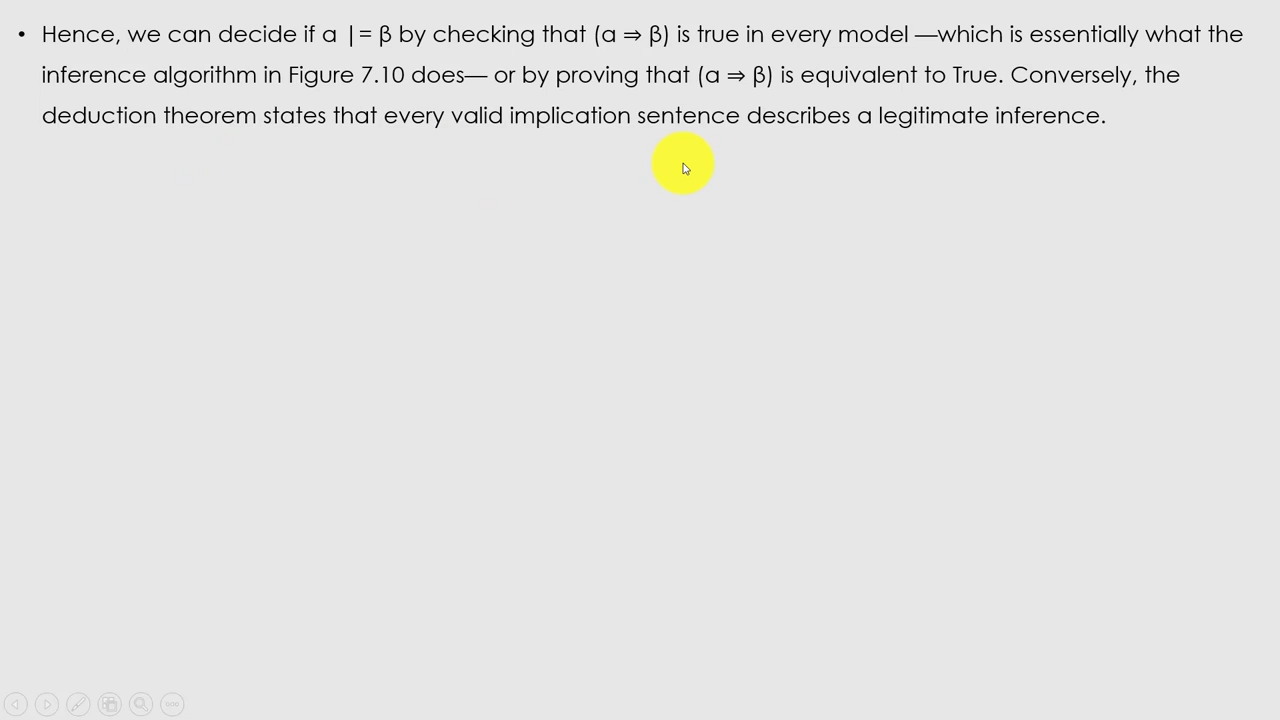 • Hence, we can decide if α |= β by checking that (α ⇒ β) is true in every model —which is essentially what the
inference algorithm in Figure 7.10 does— or by proving that (α ⇒ β) is equivalent to True. Conversely, the
deduction theorem states that every valid implication sentence describes a legitimate inference.